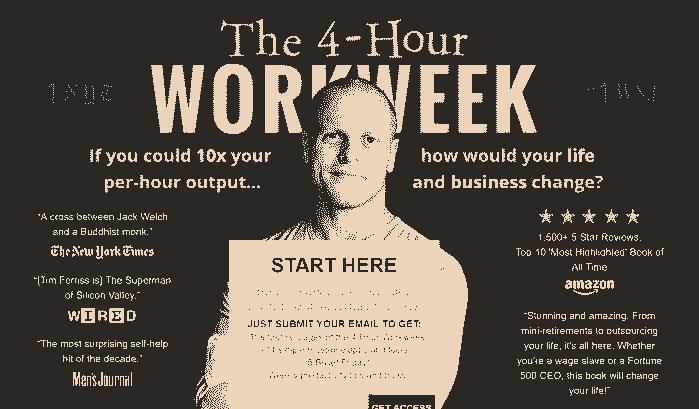 The 4-Hour
WORKWEEK
If you could 10x your
per-hour output...
how would your life
and business change?
"A cross between Jack Welch
and a Buddhist monk."
The New York Times
"[Tim Ferriss is] The Superman
of Silicon Valley."
WIRED
"The most surprising self-help
hit of the decade."
Men's Journal
START HERE
JUST SUBMIT YOUR EMAIL TO GET:
GET ACCESS
1,500+ 5 Star Reviews.
Top 10 "Most Highlighted" Book of
All Time
amazon
"Stunning and amazing. From
mini-retirements to outsourcing
your life, it's all here. Whether
you're a wage slave or a Fortune
500 CEO, this book will change
your life!"